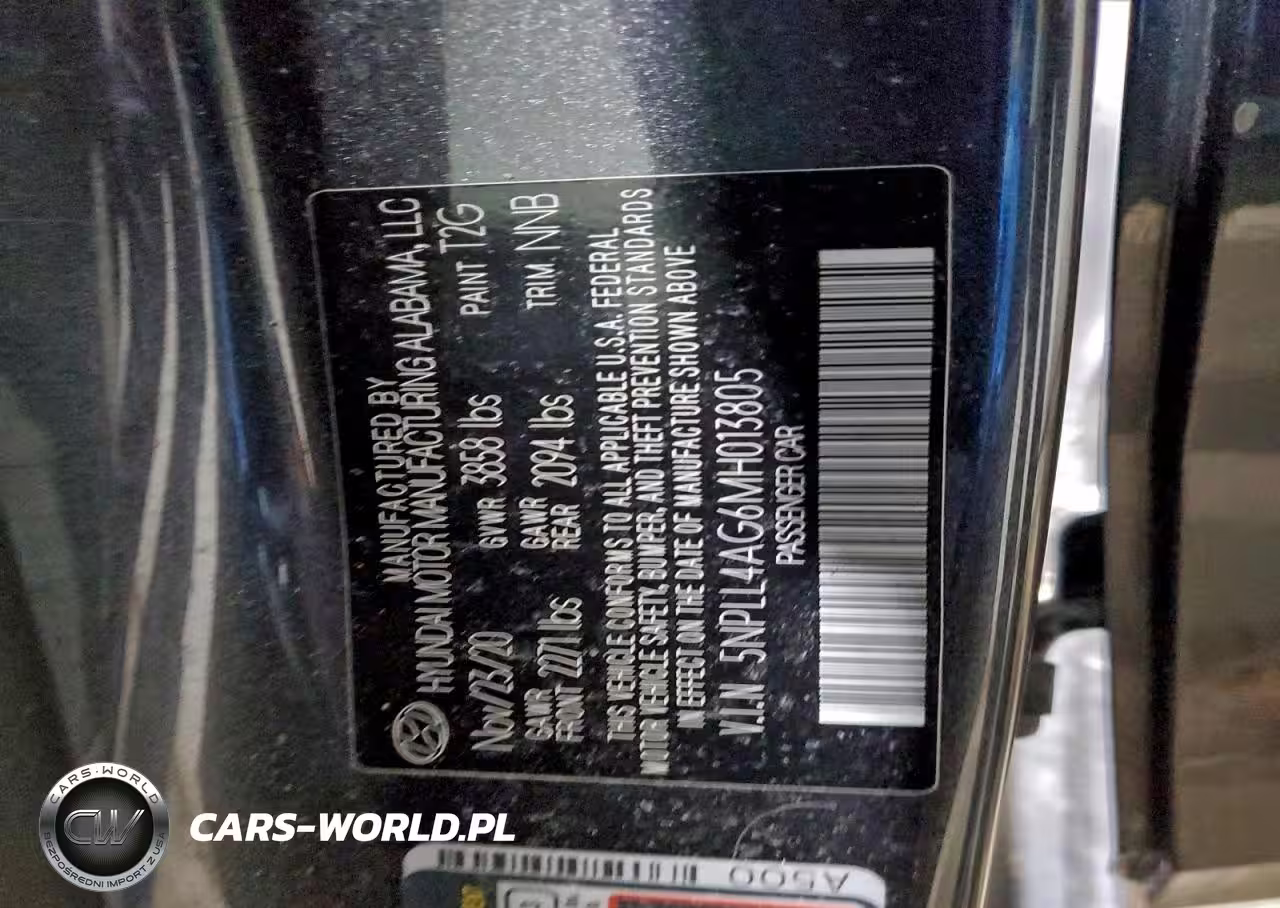 MANUFACTURED BY
HYUNDAI MOTOR MANUFACTURING ALABAMA, LLC
Nov/23/20 GVWR 3858 lbs PAINT T2G
GAWR FRONT 2271 lbs GAWR REAR 2094 lbs TRIM NNB
THIS VEHICLE CONFORMS TO ALL APPLICABLE U.S.A. FEDERAL
MOTOR VEHICLE SAFETY, BUMPER, AND THEFT PREVENTION STANDARDS
IN EFFECT ON THE DATE OF MANUFACTURE SHOWN ABOVE
V.I.N 5NPLL4AG6MH013805
PASSENGER CAR
A500
CARS-WORLD
CW
BEZPOŚREDNI IMPORT Z USA
CARS-WORLD.PL